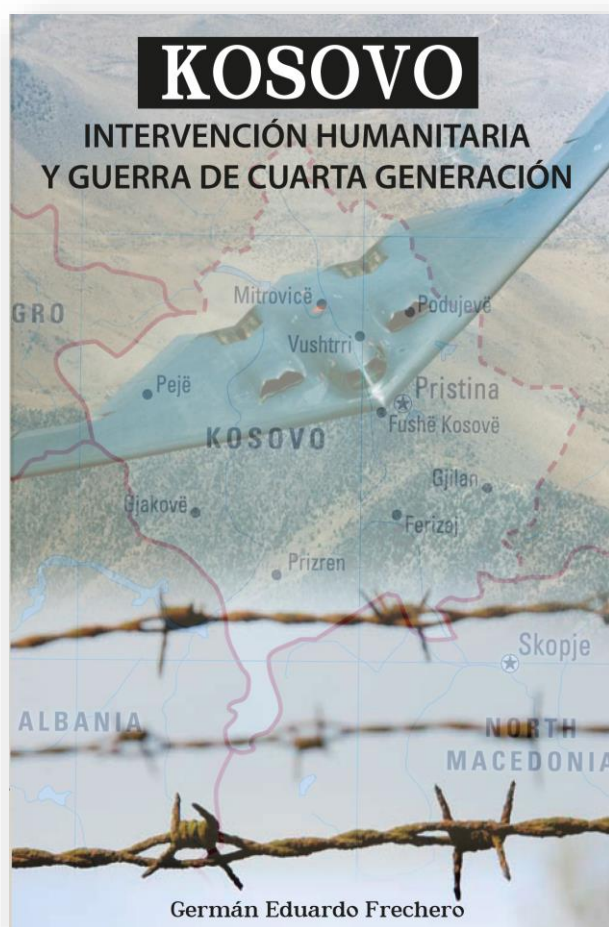 KOSOVO
INTERVENCIÓN HUMANITARIA
Y GUERRA DE CUARTA GENERACIÓN
Mitrovicë
Podujevë
GRO
Vushtrri
Pejë
Pristina
KOSOVO
Fushë Kosovë
Gjilan
Gjakovë
Ferizaj
Prizren
Skopje
ALBANIA
NORTH
MACEDONIA
Germán Eduardo Frechero